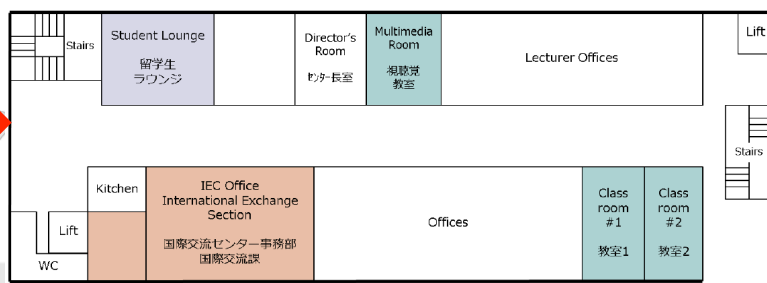 Stairs
Student Lounge
留学生
ラウンジ
Director's
Room
センター長室
Multimedia
Room
視聴覚
教室
Lecturer Offices
Lift
Stairs
Kitchen
IEC Office
International Exchange
Section
国際交流センター事務部
国際交流課
Offices
Class
room
#1
教室1
Class
room
#2
教室2
Lift
WC